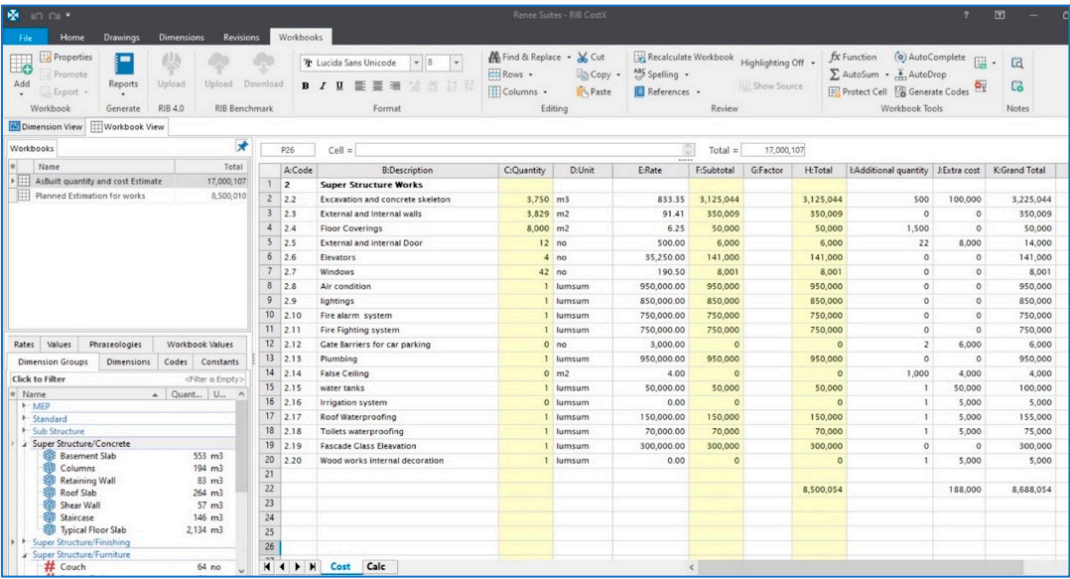 Renee Suites - RIB CostX
File Home Drawings Dimensions Revisions Workbooks
Properties Promote Export Add Workbook
Reports Generate
Upload RIB 4.0
Upload Download RIB Benchmark
Lucida Sans Unicode 8
B I U
Format
Find & Replace Cut
Rows Copy
Columns Paste
Editing
Recalculate Workbook Highlighting Off
Spelling
References Show Source
Review
fx Function AutoComplete
AutoSum AutoDrop
Protect Cell Generate Codes
Workbook Tools
Notes
Dimension View Workbook View
Workbooks
Name Total
AsBuilt quantity and cost Estimate 17,000,107
Planned Estimation for works 8,500,010
P26 Cell = Total = 17,000,107
A:Code B:Description C:Quantity D:Unit E:Rate F:Subtotal G:Factor H:Total I:Additional quantity J:Extra cost K:Grand Total
1 2 Super Structure Works
2 2.2 Excavation and concrete skeleton 3,750 m3 833.35 3,125,044 3,125,044 500 100,000 3,225,044
3 2.3 External and Internal walls 3,829 m2 91.41 350,009 350,009 0 0 350,009
4 2.4 Floor Coverings 8,000 m2 6.25 50,000 50,000 1,500 0 50,000
5 2.5 External and internal Door 12 no 500.00 6,000 6,000 22 8,000 14,000
6 2.6 Elevators 4 no 35,250.00 141,000 141,000 0 0 141,000
7 2.7 Windows 42 no 190.50 8,001 8,001 0 0 8,001
8 2.8 Air condition 1 lumsum 950,000.00 950,000 950,000 0 0 950,000
9 2.9 lightings 1 lumsum 850,000.00 850,000 850,000 0 0 850,000
10 2.10 Fire alarm system 1 lumsum 750,000.00 750,000 750,000 0 0 750,000
11 2.11 Fire Fighting system 1 lumsum 750,000.00 750,000 750,000 0 0 750,000
12 2.12 Gate Barriers for car parking 0 no 3,000.00 0 0 2 6,000 6,000
13 2.13 Plumbing 1 lumsum 950,000.00 950,000 950,000 0 0 950,000
14 2.14 False Ceiling 0 m2 4.00 0 0 1,000 4,000 4,000
15 2.15 water tanks 1 lumsum 50,000.00 50,000 50,000 1 50,000 100,000
16 2.16 Irrigation system 0 lumsum 0.00 0 0 1 5,000 5,000
17 2.17 Roof Waterproofing 1 lumsum 150,000.00 150,000 150,000 1 5,000 155,000
18 2.18 Toilets waterproofing 1 lumsum 70,000.00 70,000 70,000 1 5,000 75,000
19 2.19 Fascade Glass Eleavation 1 lumsum 300,000.00 300,000 300,000 0 0 300,000
20 2.20 Wood works internal decoration 1 lumsum 0.00 0 0 1 5,000 5,000
21
22 8,500,054 188,000 8,688,054
23
24
25
26
Rates Values Phraseologies Workbook Values
Dimension Groups Dimensions Codes Constants
Click to Filter <Filter is Empty>
Name Quant... U...
MEP
Standard
Sub Structure
Super Structure/Concrete
Basement Slab 553 m3
Columns 194 m3
Retaining Wall 83 m3
Roof Slab 264 m3
Shear Wall 57 m3
Staircase 146 m3
Typical Floor Slab 2,134 m3
Super Structure/Finishing
Super Structure/Furniture
Couch 64 no
Cost Calc